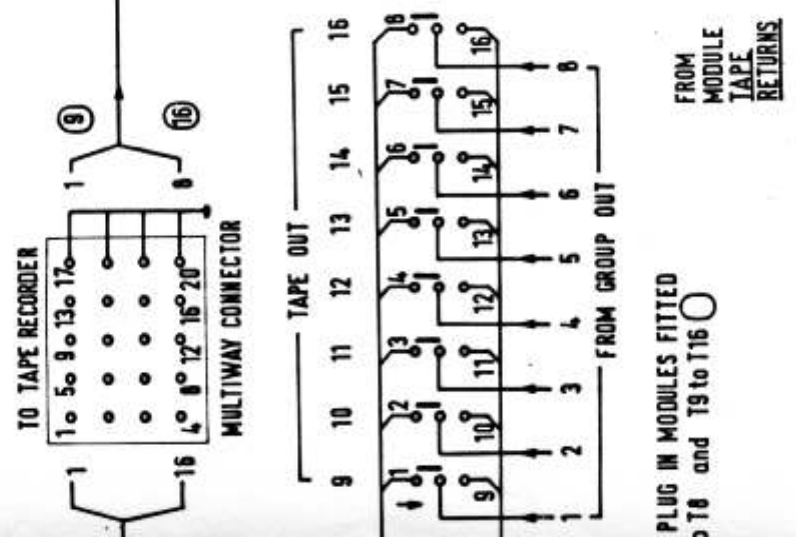 TO TAPE RECORDER
1 1 5 9 13 17 1 9
16 4 8 12 16 20 8 16
MULTIWAY CONNECTOR
TAPE OUT
9 10 11 12 13 14 15 16
1 2 3 4 5 6 7 8
9 10 11 12 13 14 15 16
1 2 3 4 5 6 7 8
FROM GROUP OUT
PLUG IN MODULES FITTED
T8 and T9 to T16
FROM
MODULE
TAPE
RETURNS